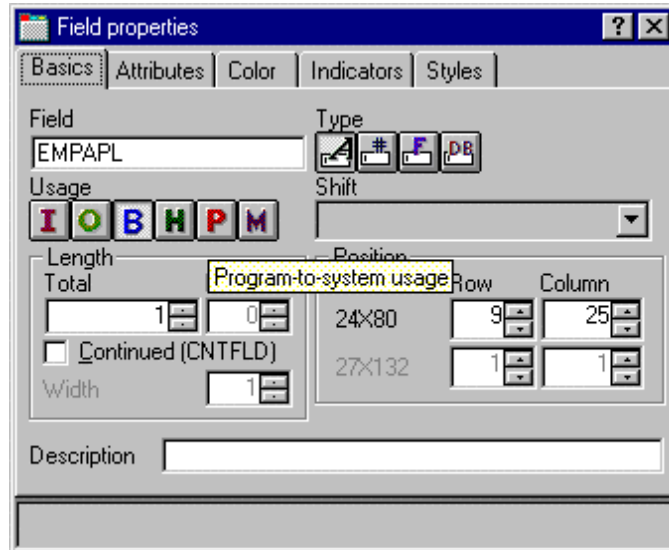 Field properties
Basics Attributes Color Indicators Styles
Field Type
EMPAPL A # F DB
Usage Shift
I O B H P M
Length Position
Total Program-to-system usage Row Column
1 0 24X80 9 25
Continued (CNTFLD)
27X132 1 1
Width 1
Description